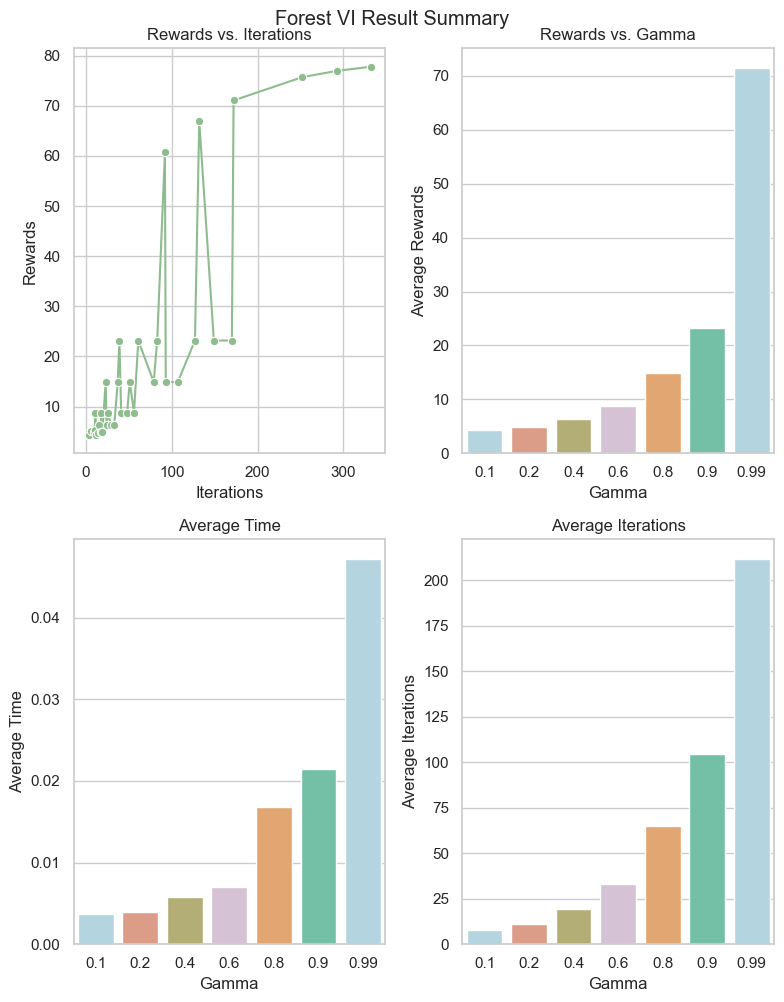 Forest VI Result Summary
Rewards vs. Iterations
80
70
60
50
40
30
20
10
Rewards
0 100 200 300
Iterations
Rewards vs. Gamma
70
60
50
40
30
20
10
0
Average Rewards
0.1 0.2 0.4 0.6 0.8 0.9 0.99
Gamma
Average Time
0.04
0.03
0.02
0.01
0.00
Average Time
0.1 0.2 0.4 0.6 0.8 0.9 0.99
Gamma
Average Iterations
200
175
150
125
100
75
50
25
0
Average Iterations
0.1 0.2 0.4 0.6 0.8 0.9 0.99
Gamma